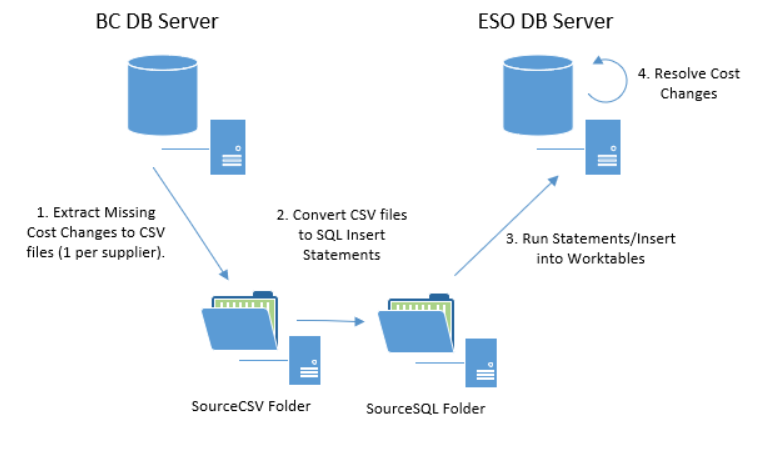 BC DB Server
ESO DB Server
4. Resolve Cost
Changes
1. Extract Missing
Cost Changes to CSV
files (1 per supplier).
2. Convert CSV files
to SQL Insert
Statements
3. Run Statements/Insert
into Worktables
SourceCSV Folder
SourceSQL Folder